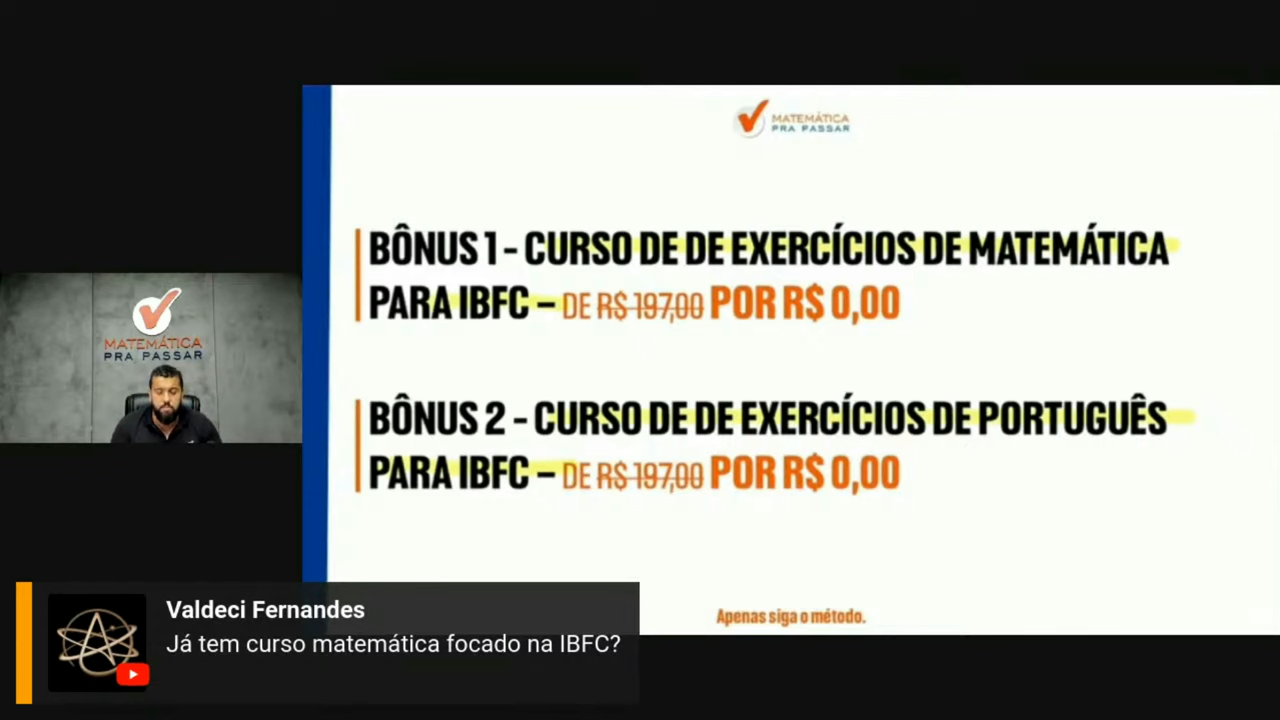 MATEMÁTICA
PRA PASSAR
BÔNUS 1 - CURSO DE DE EXERCÍCIOS DE MATEMÁTICA
PARA IBFC – DE R$ 197,00 POR R$ 0,00
BÔNUS 2 - CURSO DE DE EXERCÍCIOS DE PORTUGUÊS
PARA IBFC – DE R$ 197,00 POR R$ 0,00
Apenas siga o método.
MATEMÁTICA
PRA PASSAR
Valdeci Fernandes
Já tem curso matemática focado na IBFC?